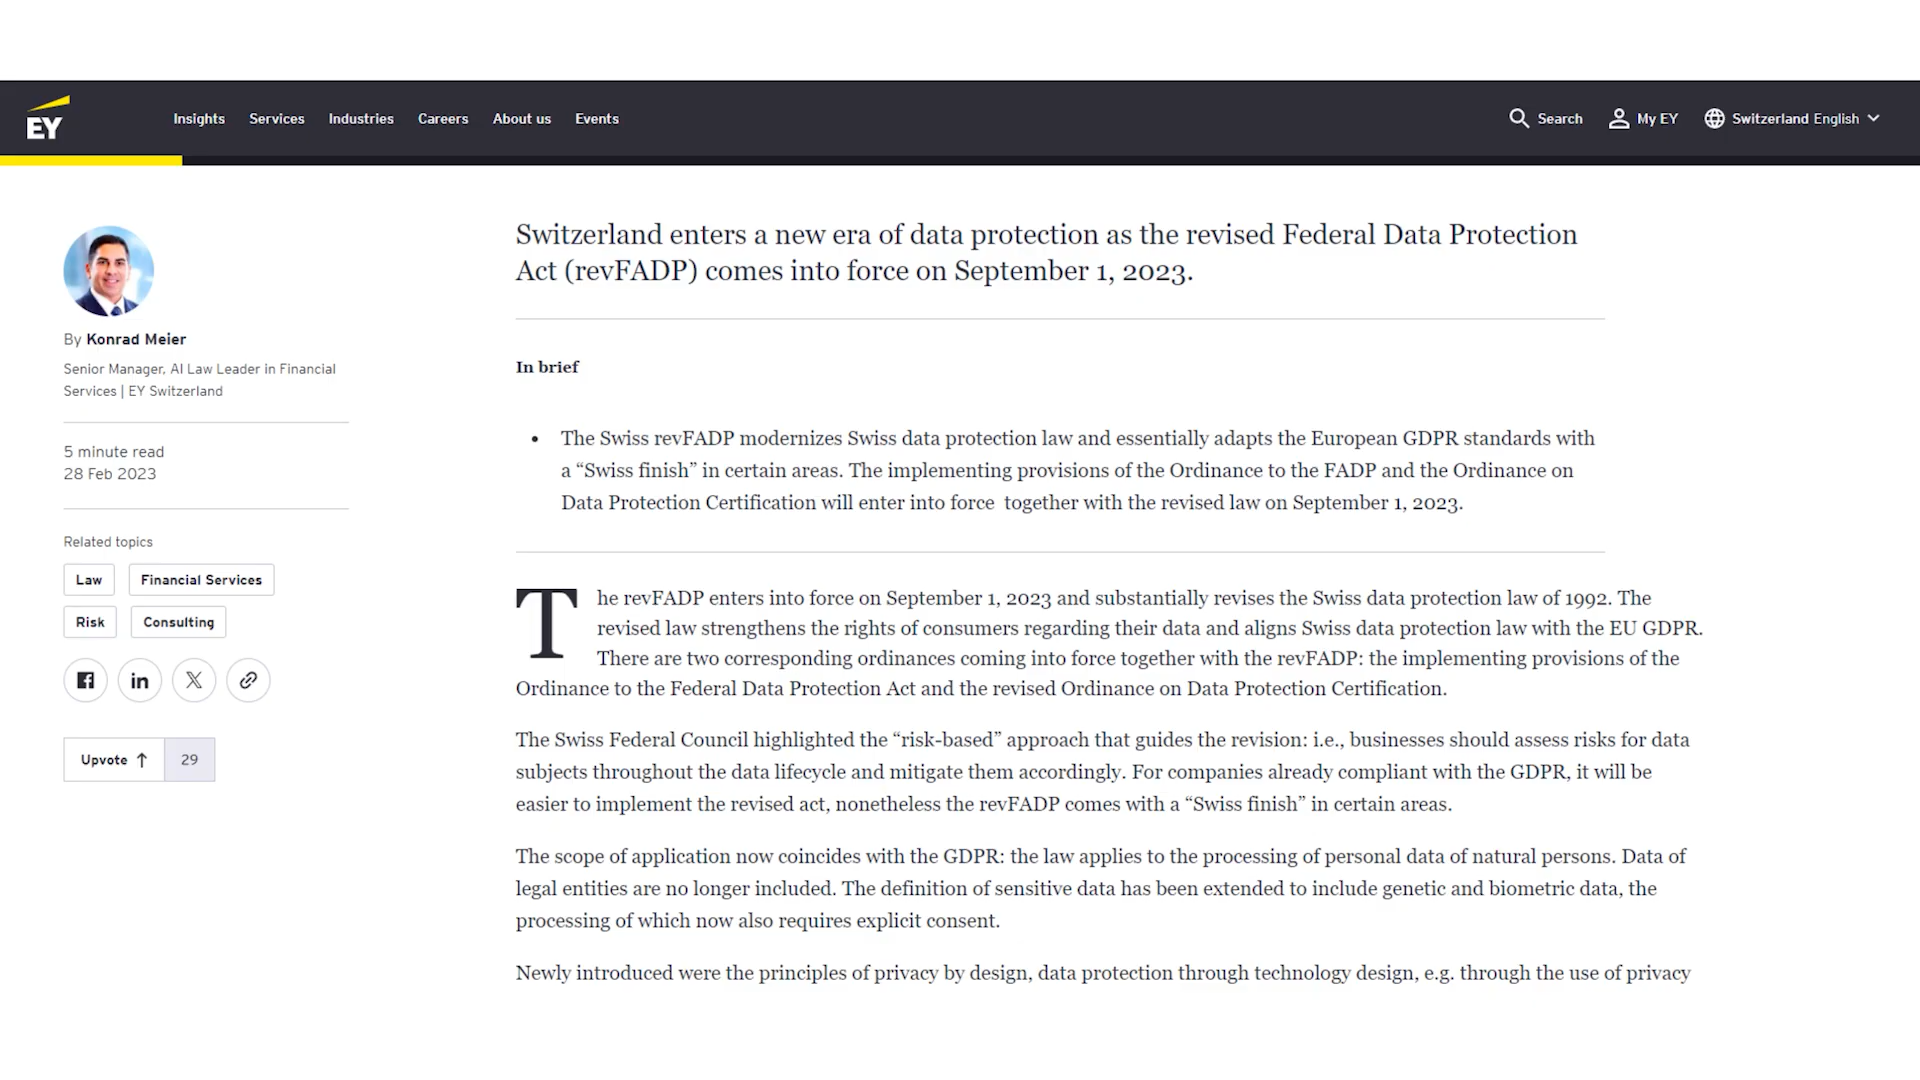 EY
Insights Services Industries Careers About us Events
Search My EY Switzerland English
By Konrad Meier
Senior Manager, AI Law Leader in Financial
Services | EY Switzerland
5 minute read
28 Feb 2023
Related topics
Law Financial Services
Risk Consulting
Upvote ↑ 29
Switzerland enters a new era of data protection as the revised Federal Data Protection
Act (revFADP) comes into force on September 1, 2023.
In brief
• The Swiss revFADP modernizes Swiss data protection law and essentially adapts the European GDPR standards with
a “Swiss finish” in certain areas. The implementing provisions of the Ordinance to the FADP and the Ordinance on
Data Protection Certification will enter into force together with the revised law on September 1, 2023.
The revFADP enters into force on September 1, 2023 and substantially revises the Swiss data protection law of 1992. The
revised law strengthens the rights of consumers regarding their data and aligns Swiss data protection law with the EU GDPR.
There are two corresponding ordinances coming into force together with the revFADP: the implementing provisions of the
Ordinance to the Federal Data Protection Act and the revised Ordinance on Data Protection Certification.
The Swiss Federal Council highlighted the “risk-based” approach that guides the revision: i.e., businesses should assess risks for data
subjects throughout the data lifecycle and mitigate them accordingly. For companies already compliant with the GDPR, it will be
easier to implement the revised act, nonetheless the revFADP comes with a “Swiss finish” in certain areas.
The scope of application now coincides with the GDPR: the law applies to the processing of personal data of natural persons. Data of
legal entities are no longer included. The definition of sensitive data has been extended to include genetic and biometric data, the
processing of which now also requires explicit consent.
Newly introduced were the principles of privacy by design, data protection through technology design, e.g. through the use of privacy